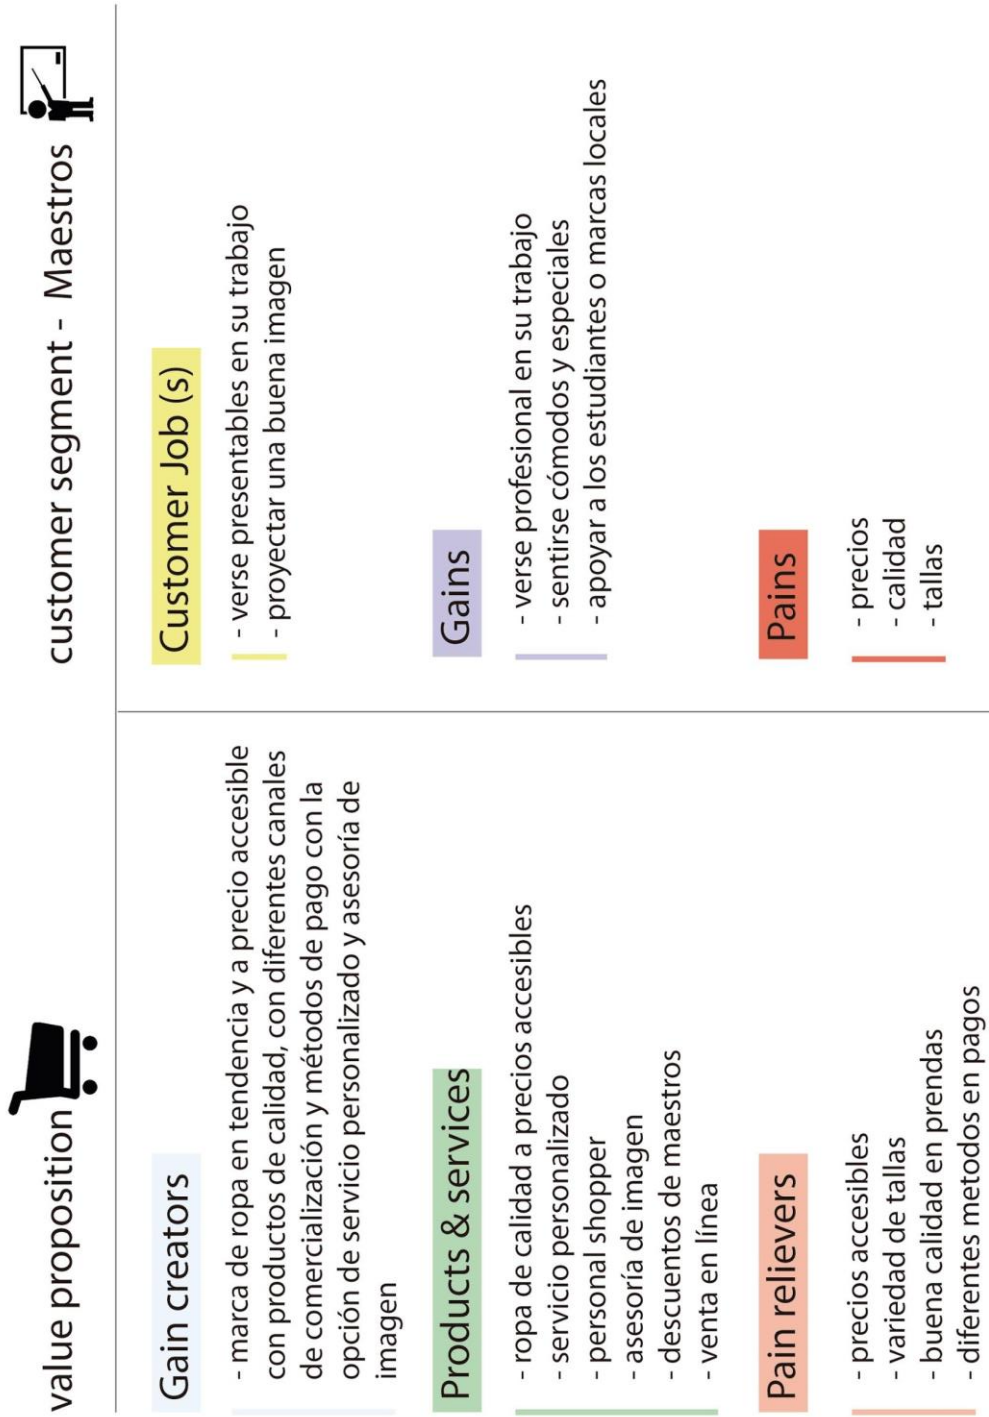 value proposition
Gain creators
- marca de ropa en tendencia y a precio accesible
con productos de calidad, con diferentes canales
de comercialización y métodos de pago con la
opción de servicio personalizado y asesoría de
imagen
Products & services
- ropa de calidad a precios accesibles
- servicio personalizado
- personal shopper
- asesoría de imagen
- descuentos de maestros
- venta en línea
Pain relievers
- precios accesibles
- variedad de tallas
- buena calidad en prendas
- diferentes metodos en pagos
customer segment - Maestros
Customer Job (s)
- verse presentables en su trabajo
- proyectar una buena imagen
Gains
- verse profesional en su trabajo
- sentirse cómodos y especiales
- apoyar a los estudiantes o marcas locales
Pains
- precios
- calidad
- tallas